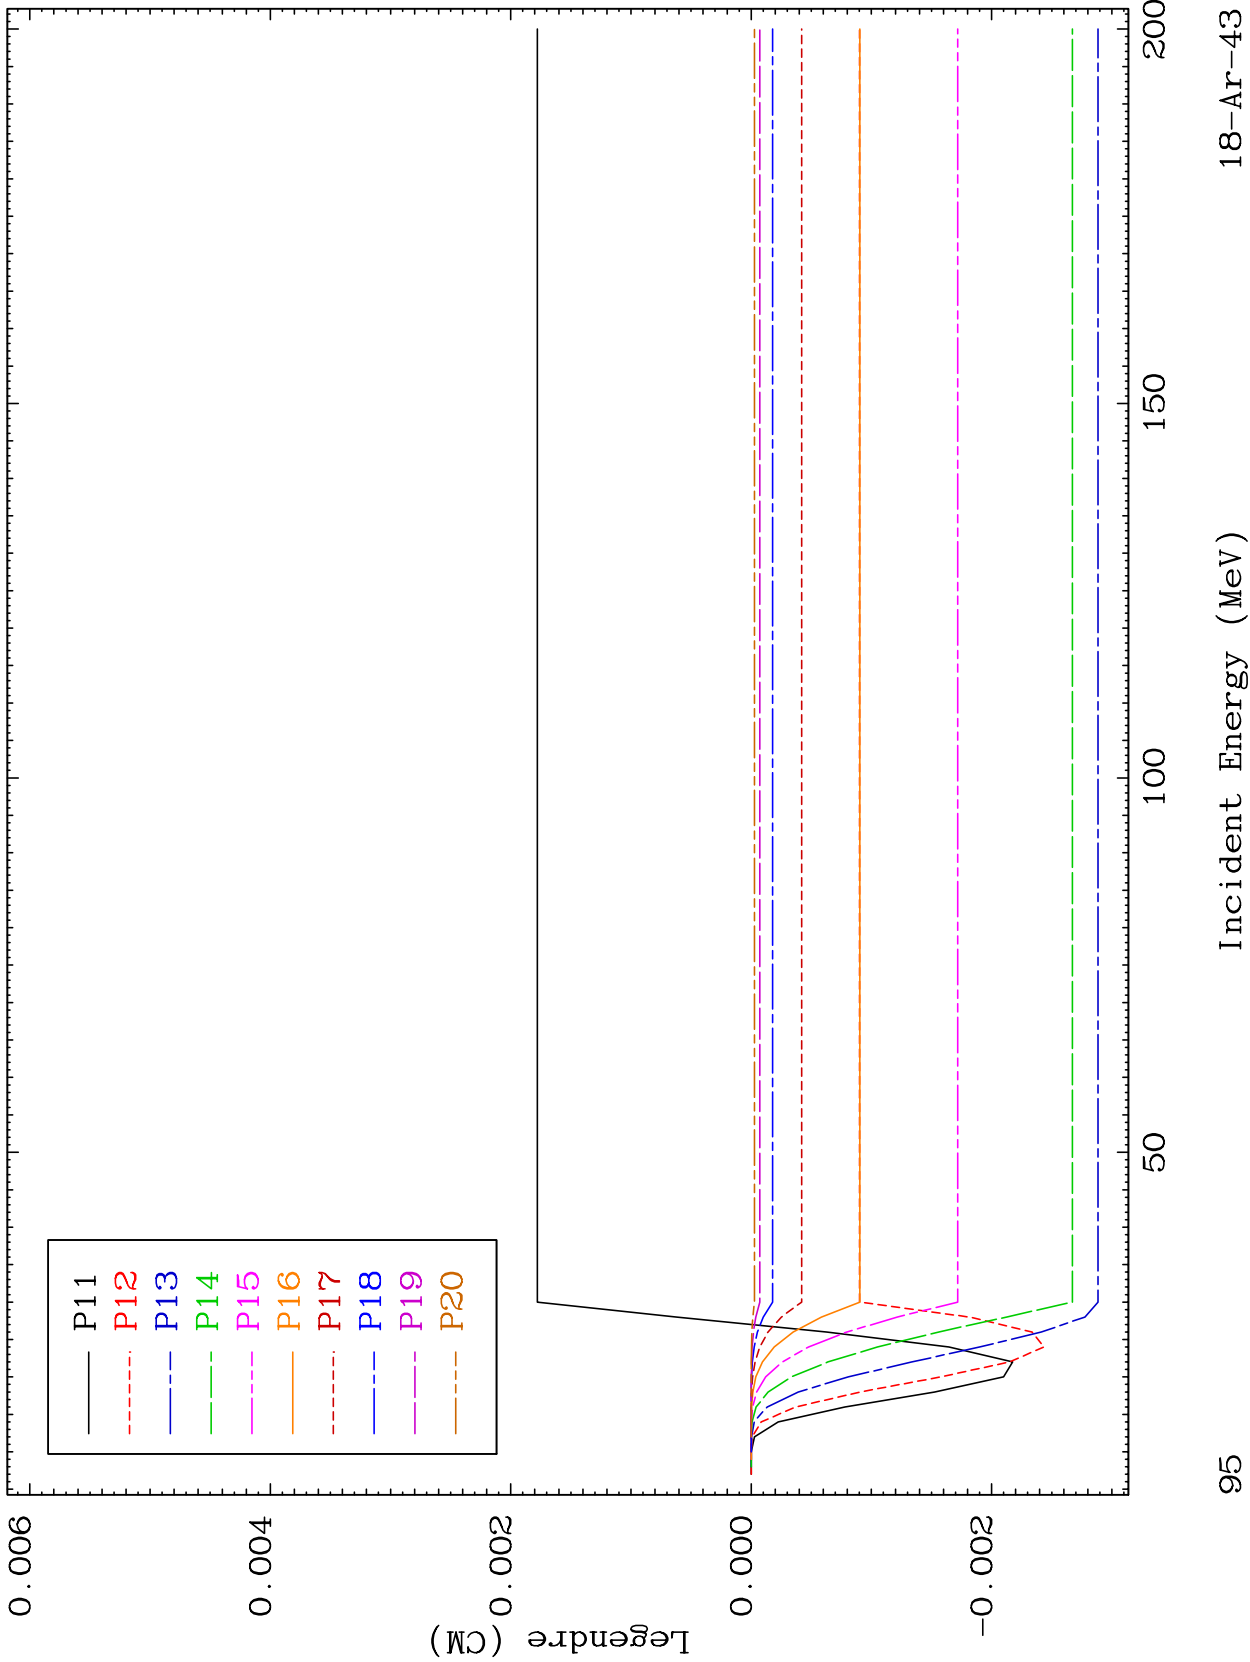 0.006
0.004
0.002
0.000
-0.002
Legendre (CM)
P11
P12
P13
P14
P15
P16
P17
P18
P19
P20
50
100
150
200
Incident Energy (MeV)
95
18-Ar-43